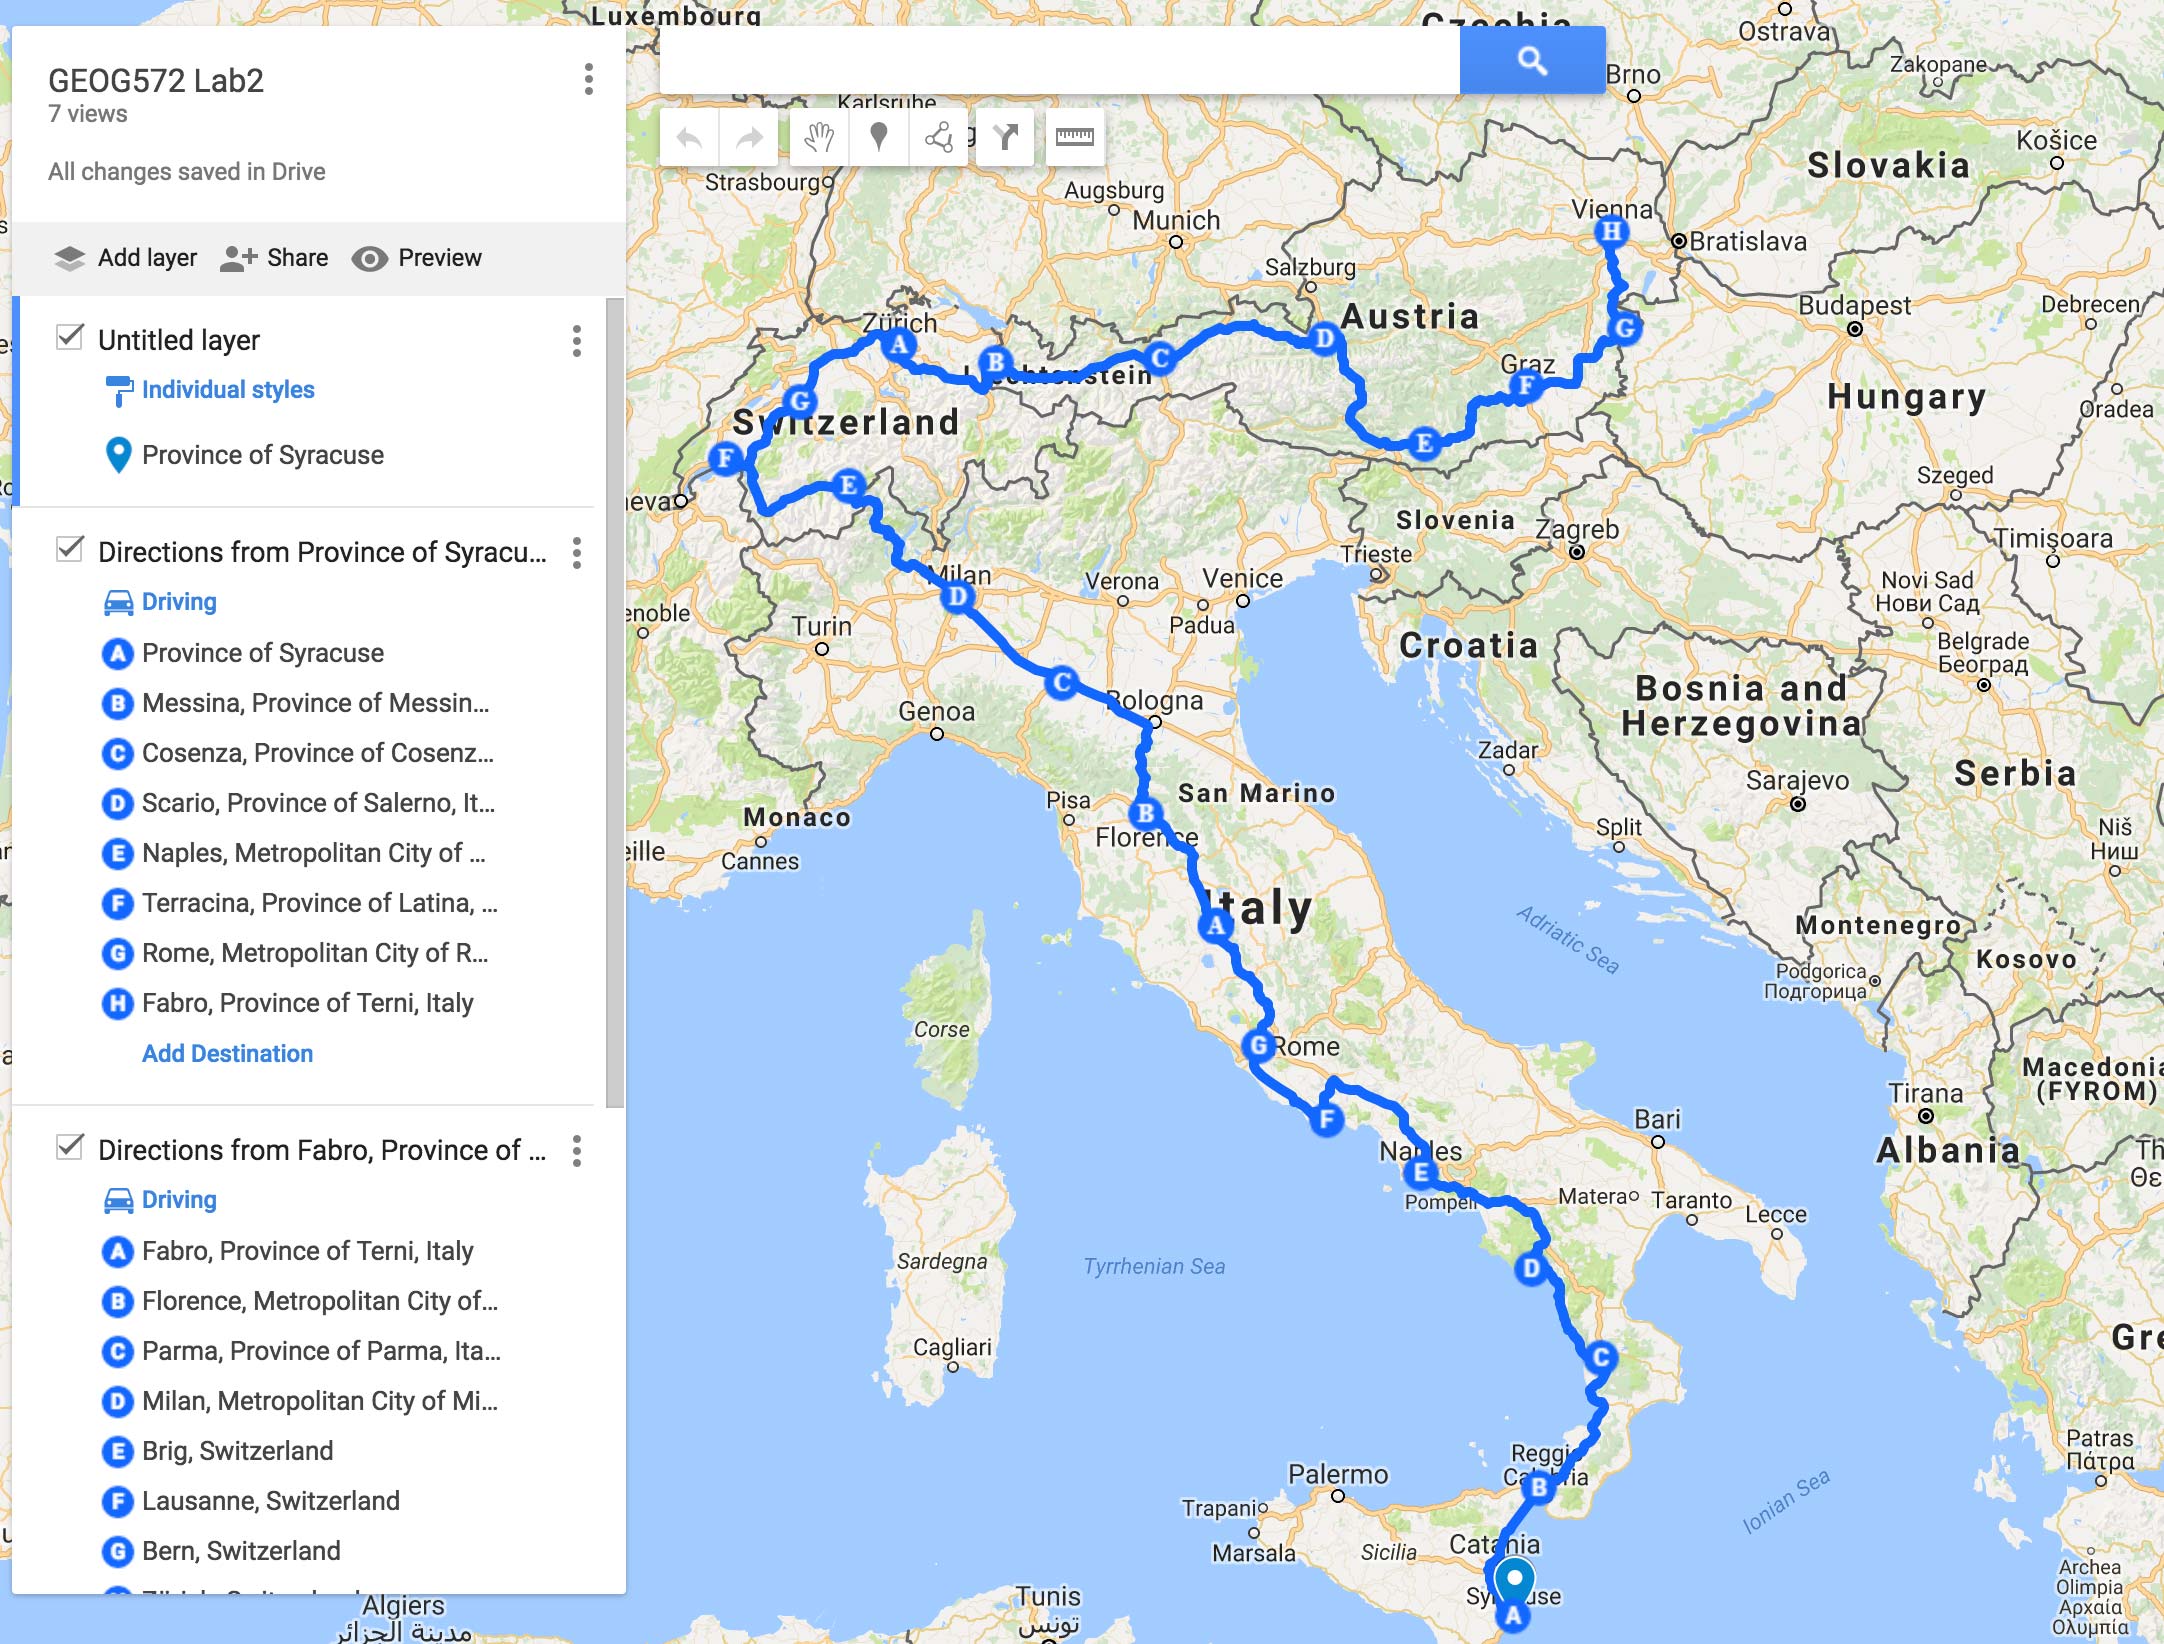 GEOG572 Lab2
7 views
All changes saved in Drive
Add layer Share Preview
Untitled layer
Individual styles
Province of Syracuse
Directions from Province of Syracu...
Driving
A Province of Syracuse
B Messina, Province of Messin...
C Cosenza, Province of Cosenz...
D Scario, Province of Salerno, It...
E Naples, Metropolitan City of ...
F Terracina, Province of Latina, ...
G Rome, Metropolitan City of R...
H Fabro, Province of Terni, Italy
Add Destination
Directions from Fabro, Province of ...
Driving
A Fabro, Province of Terni, Italy
B Florence, Metropolitan City of...
C Parma, Province of Parma, Ita...
D Milan, Metropolitan City of Mi...
E Brig, Switzerland
F Lausanne, Switzerland
G Bern, Switzerland
Luxembourg
Czechia
Ostrava
Zakopane
Brno
Karlsruhe
Košice
Slovakia
Strasbourg
Augsburg
Munich
Vienna
H
Bratislava
Salzburg
Budapest
Debrecen
Austria
Zürich
A
B
C
D
G
Liechtenstein
Graz
F
Hungary
Oradea
G
Switzerland
E
F
E
Szeged
neva
Slovenia
Zagreb
Timișoara
Trieste
Milan
D
Verona
Venice
Padua
Novi Sad
Нови Сад
enoble
Turin
Croatia
Belgrade
Београд
C
Bologna
Bosnia and
Herzegovina
Genoa
Zadar
Sarajevo
Serbia
San Marino
Pisa
B
Florence
Monaco
Cannes
eille
Split
Niš
Ниш
Italy
A
Adriatic Sea
Montenegro
Kosovo
Podgorica
Подгорица
Corse
G
Rome
Macedonia
(FYROM)
Tirana
F
Bari
Albania
Naples
E
Pompeii
Matera
Taranto
Lecce
Sardegna
Tyrrhenian Sea
D
Cagliari
C
Gre
Reggio
Calabria
B
Palermo
Trapani
Marsala
Sicilia
Catania
Ionian Sea
Patras
Πάτρα
Syracuse
A
Archea
Olimpia
Αρχαία
Ολυμπία
Algiers
مدينة الجزائر
Tunis
تونس